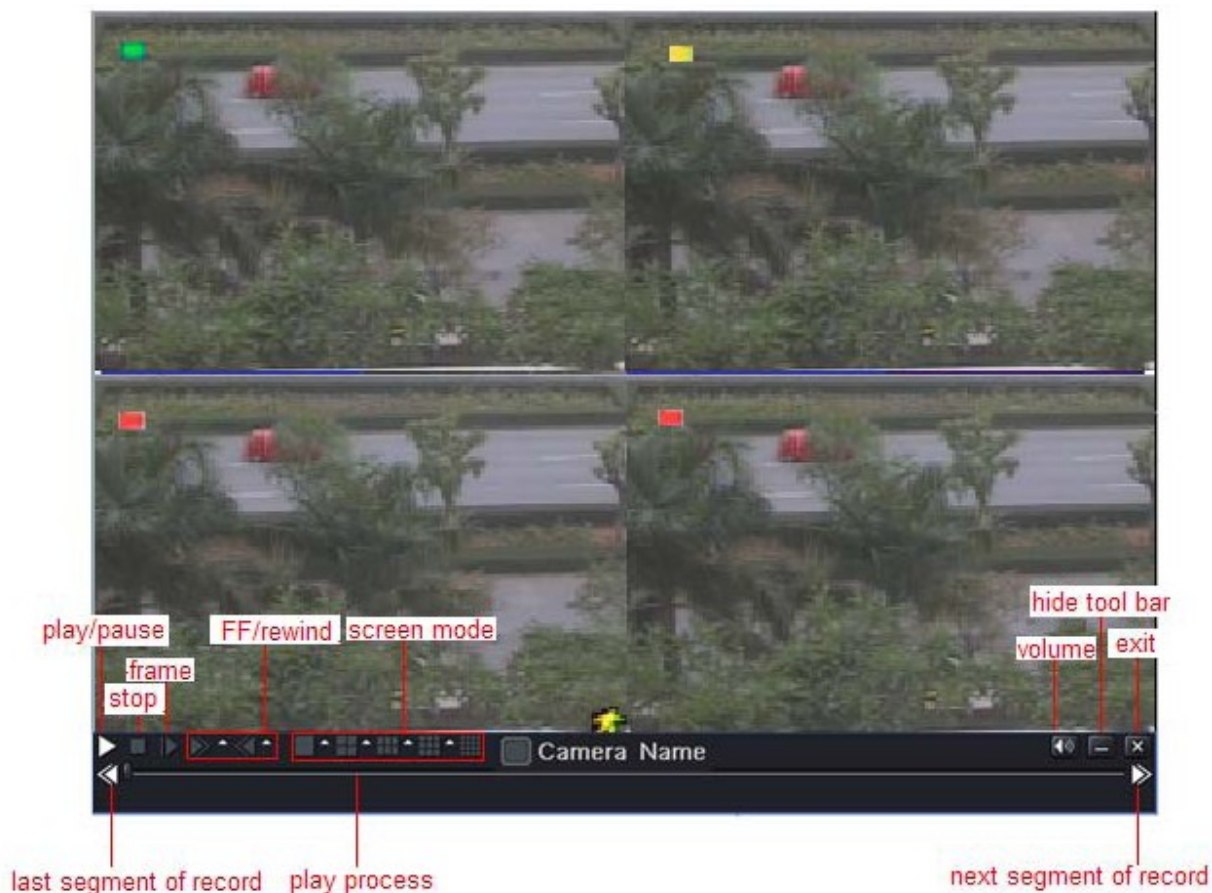 hide tool bar
play/pause
FF/rewind
screen mode
volume
exit
-frame
stop
Camera Name
last segment of record
play process
next segment of record